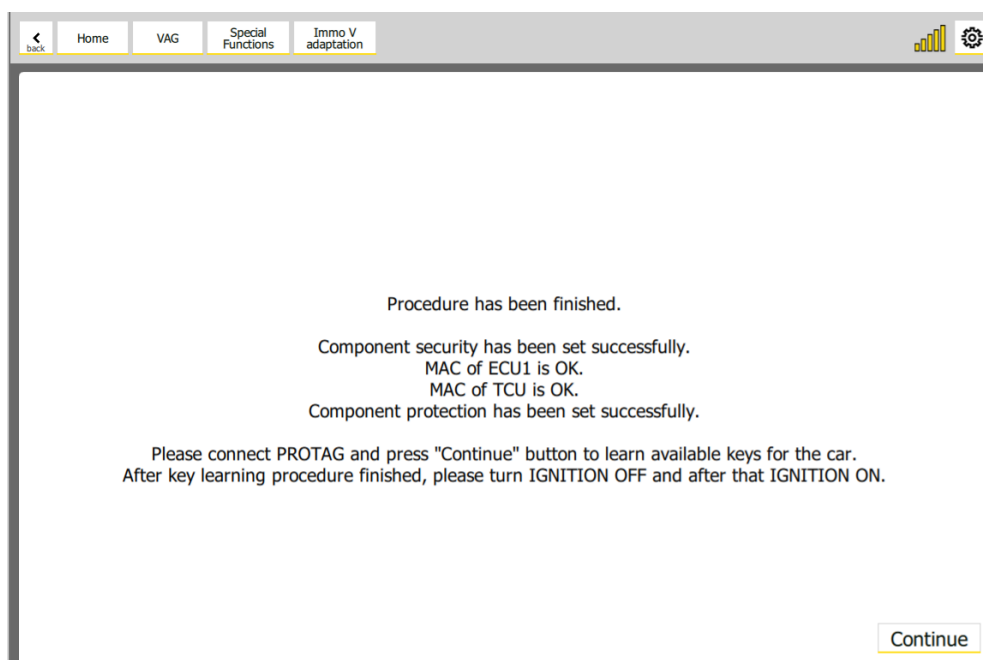 back
Home
VAG
Special
Functions
Immo V
adaptation
Procedure has been finished.
Component security has been set successfully.
MAC of ECU1 is OK.
MAC of TCU is OK.
Component protection has been set successfully.
Please connect PROTAG and press "Continue" button to learn available keys for the car.
After key learning procedure finished, please turn IGNITION OFF and after that IGNITION ON.
Continue